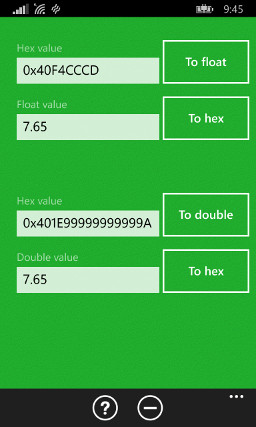 9:45
Hex value
0x40F4CCCD
To float
Float value
7.65
To hex
Hex value
0x401E99999999999A
To double
Double value
7.65
To hex